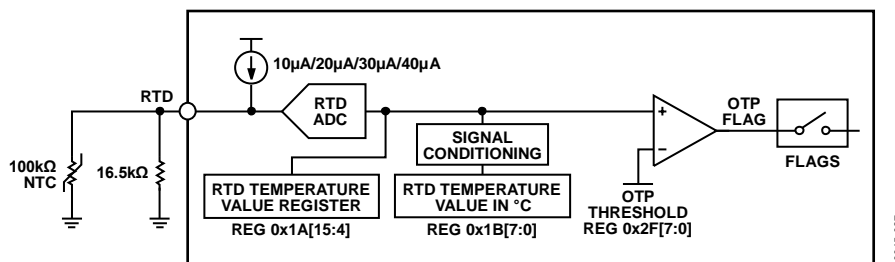 10µA/20µA/30µA/40µA
RTD
RTD
ADC
OTP
FLAG
+
−
SIGNAL
CONDITIONING
FLAGS
100kΩ
NTC
16.5kΩ
RTD TEMPERATURE
VALUE REGISTER
RTD TEMPERATURE
VALUE IN °C
OTP
THRESHOLD
REG 0x2F[7:0]
REG 0x1A[15:4]
REG 0x1B[7:0]